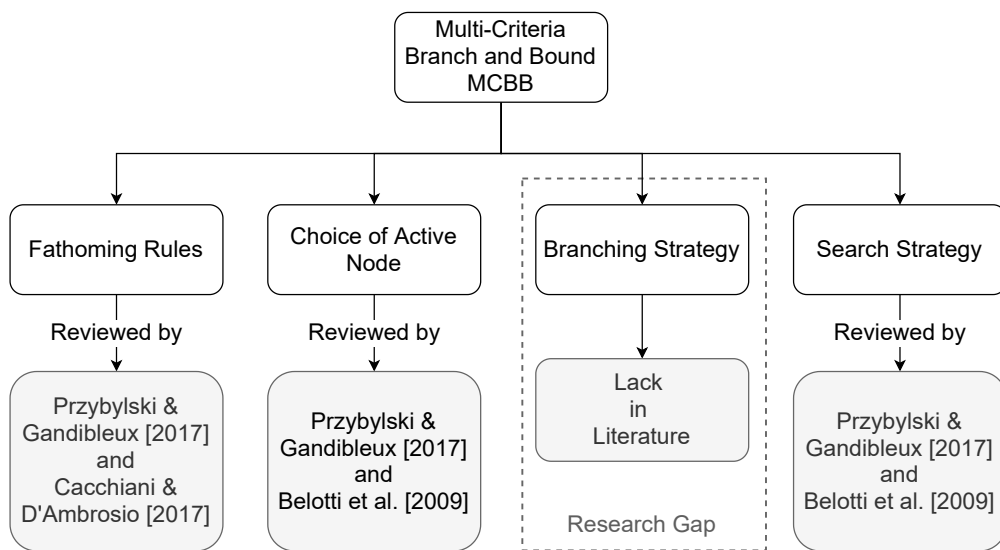 Multi-Criteria
Branch and Bound
MCBB
Fathoming Rules
Choice of Active
Node
Branching Strategy
Search Strategy
Reviewed by
Reviewed by
Reviewed by
Przybylski &
Gandibleux [2017]
and
Cacchiani &
D'Ambrosio [2017]
Przybylski &
Gandibleux [2017]
and
Belotti et al. [2009]
Lack
in
Literature
Research Gap
Przybylski &
Gandibleux [2017]
and
Belotti et al. [2009]